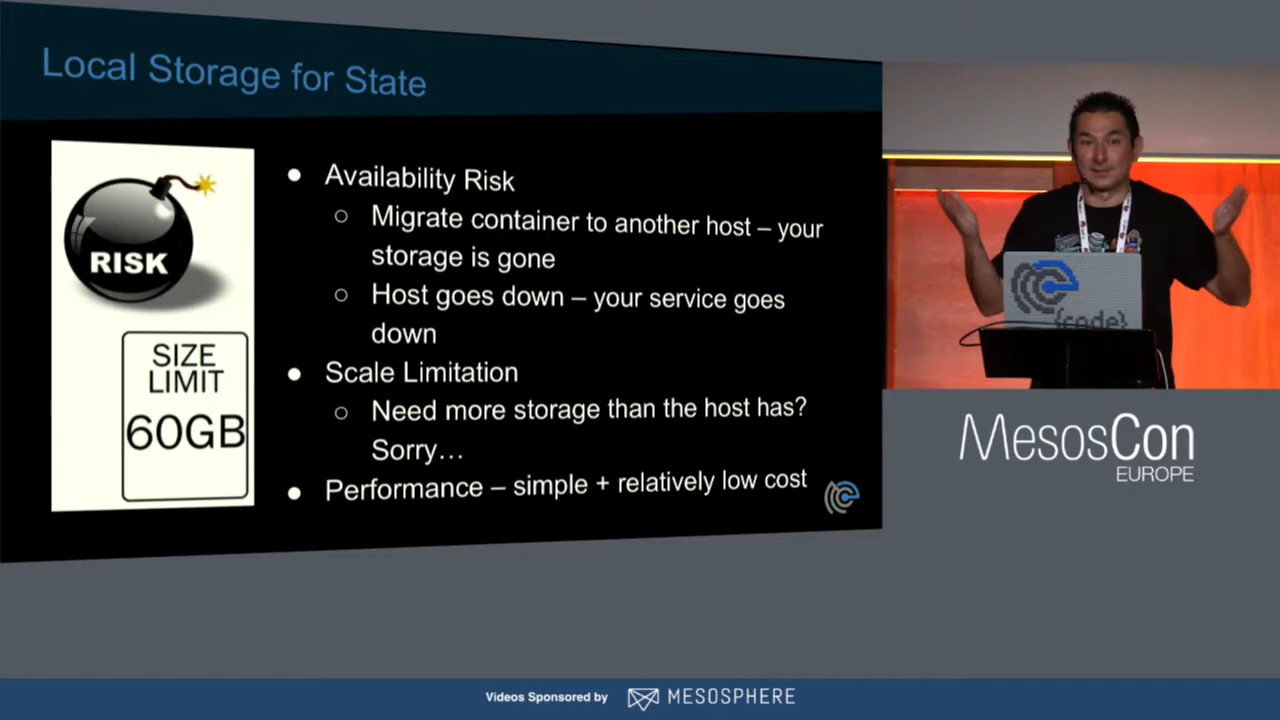 Local Storage for State
RISK
SIZE
LIMIT
60GB
● Availability Risk
○ Migrate container to another host – your
storage is gone
○ Host goes down – your service goes
down
● Scale Limitation
○ Need more storage than the host has?
Sorry…
● Performance – simple + relatively low cost
{code}
MesosCon
EUROPE
Videos Sponsored by MESOSPHERE